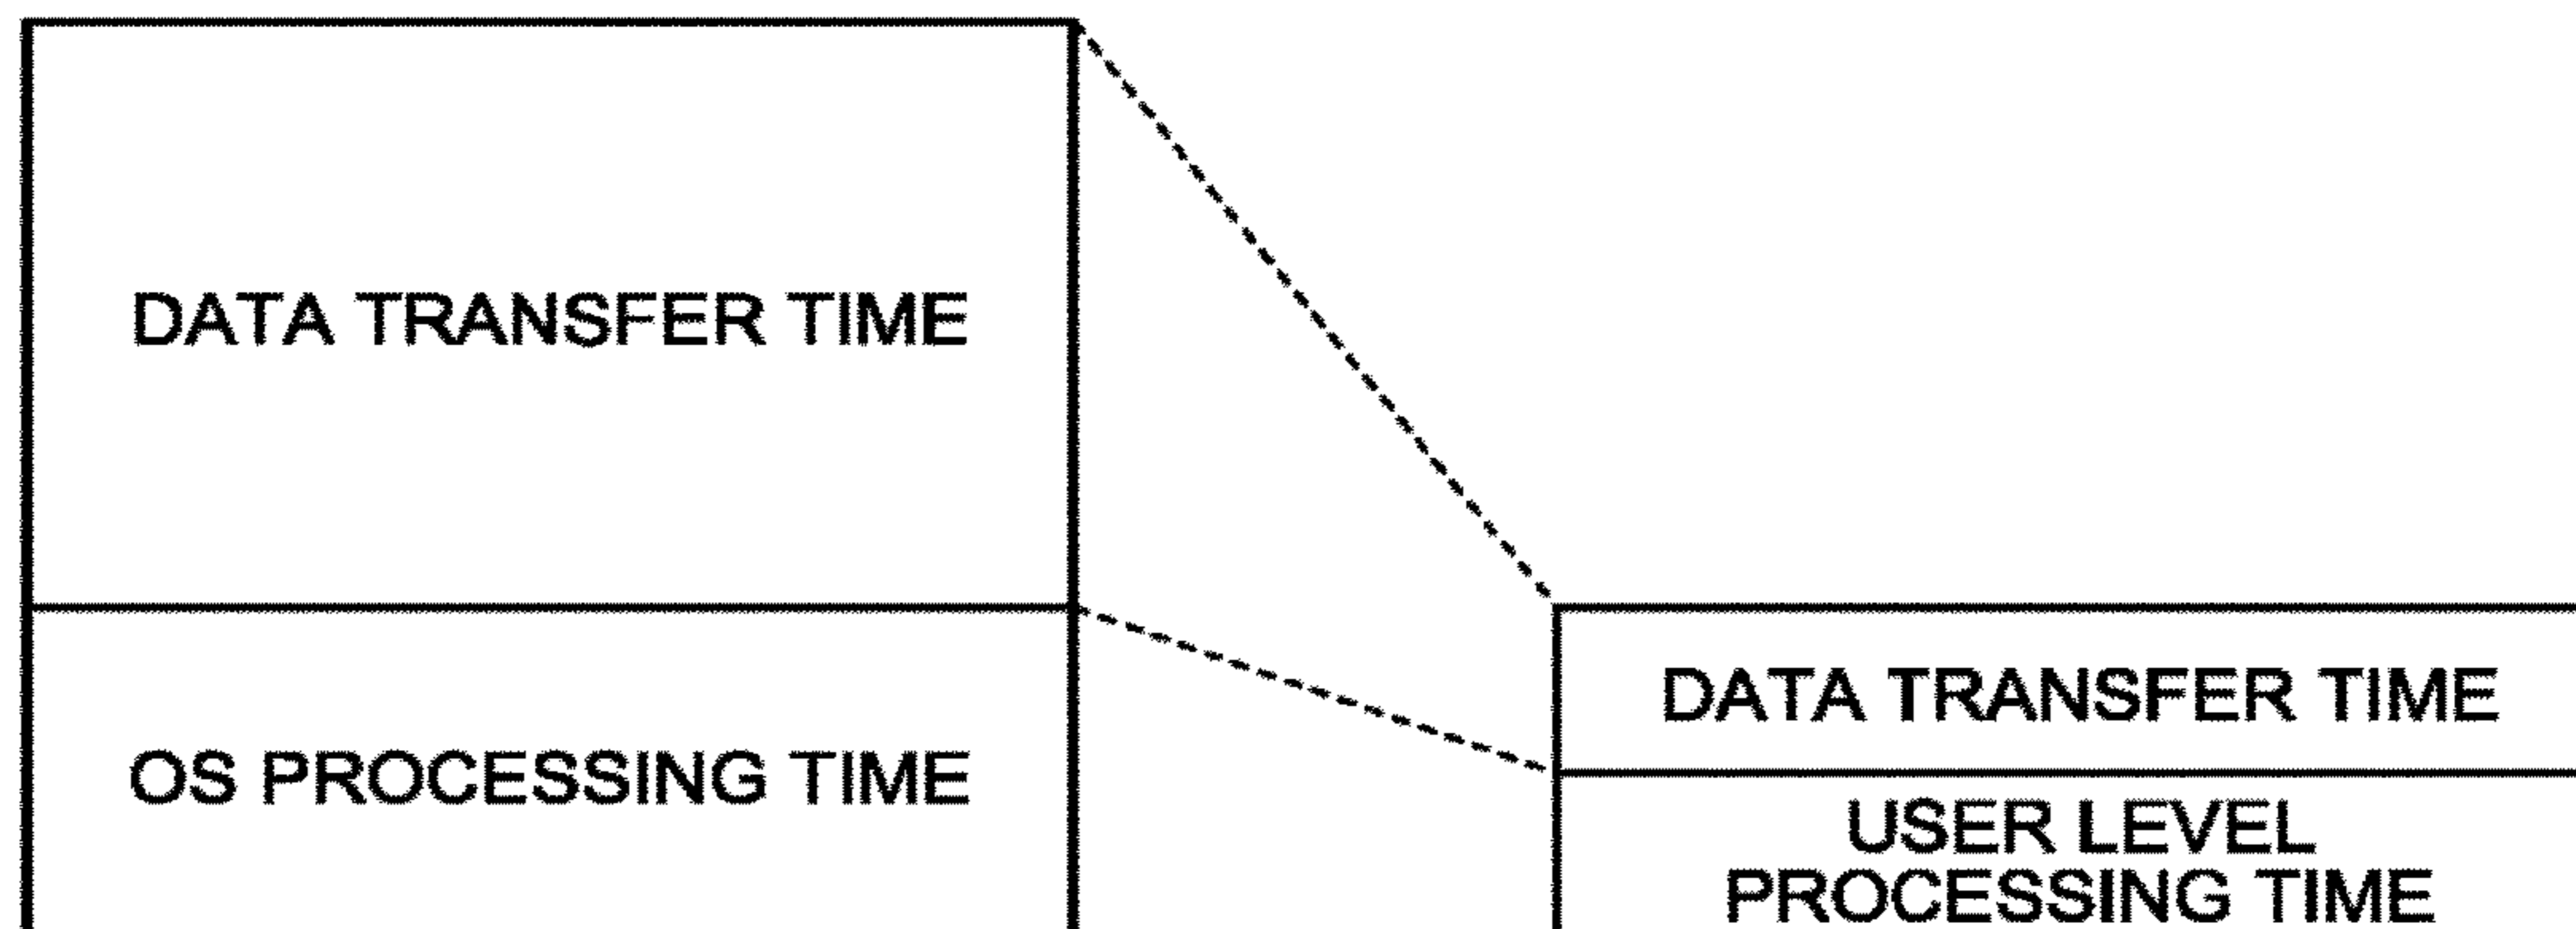 DATA TRANSFER TIME
OS PROCESSING TIME
DATA TRANSFER TIME
USER LEVEL
PROCESSING TIME